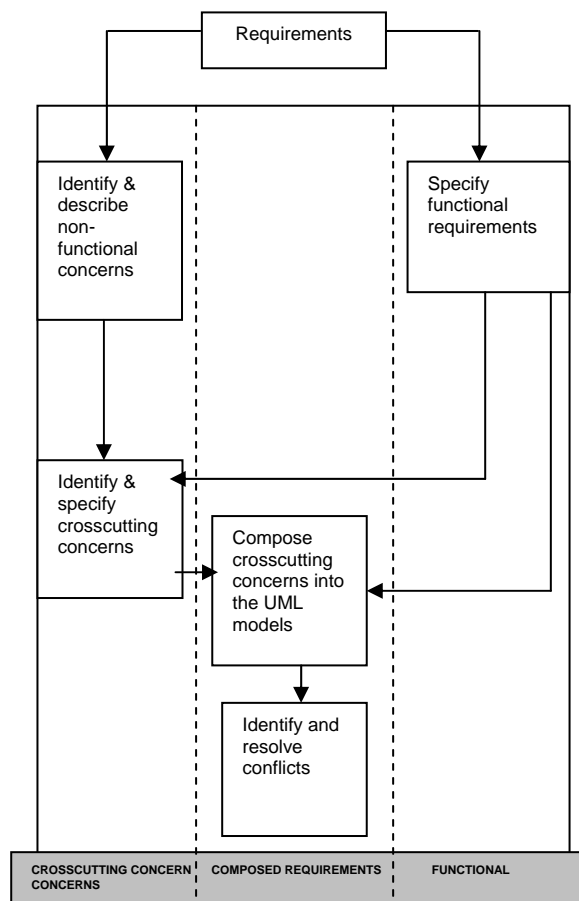 Requirements
Identify &
describe
non-
functional
concerns
Specify
functional
requirements
Identify &
specify
crosscutting
concerns
Compose
crosscutting
concerns into
the UML
models
Identify and
resolve
conflicts
CROSSCUTTING CONCERN
CONCERNS
COMPOSED REQUIREMENTS
FUNCTIONAL